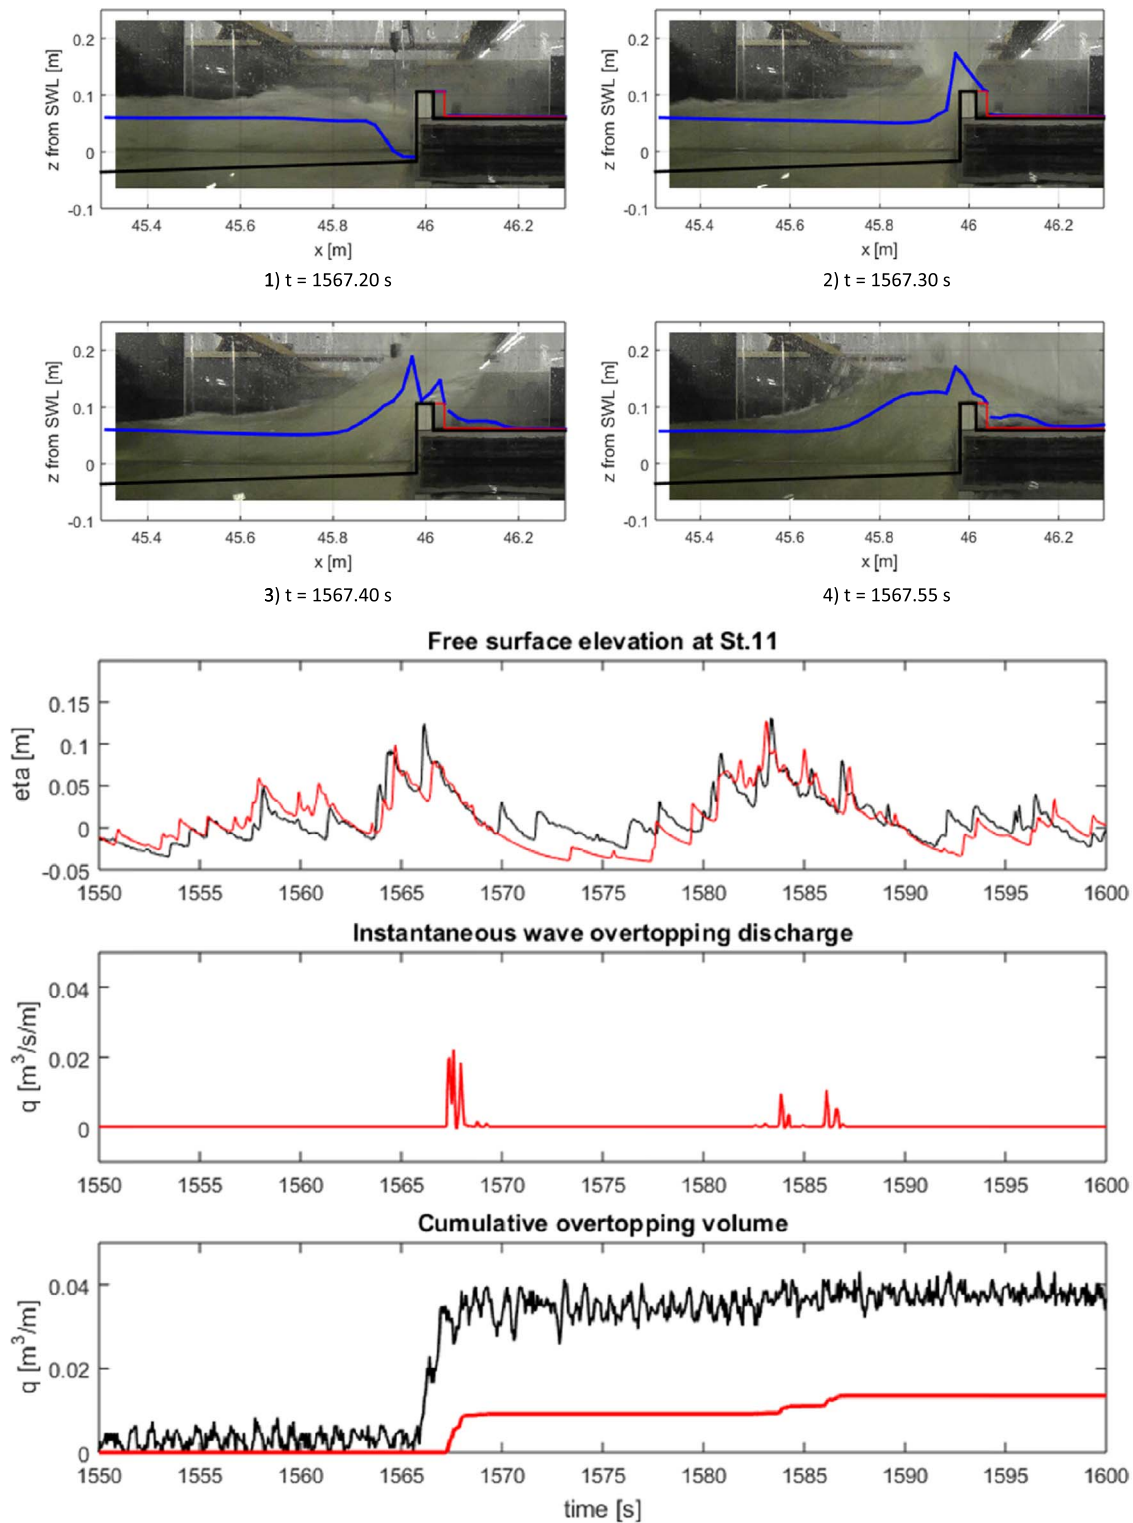 0.2
0.1
0
-0.1
z from SWL [m]
45.4 45.6 45.8 46 46.2
x [m]
1) t = 1567.20 s
0.2
0.1
0
-0.1
z from SWL [m]
45.4 45.6 45.8 46 46.2
x [m]
2) t = 1567.30 s
0.2
0.1
0
-0.1
z from SWL [m]
45.4 45.6 45.8 46 46.2
x [m]
3) t = 1567.40 s
0.2
0.1
0
-0.1
z from SWL [m]
45.4 45.6 45.8 46 46.2
x [m]
4) t = 1567.55 s
Free surface elevation at St.11
0.15
0.1
0.05
0
-0.05
eta [m]
1550 1555 1560 1565 1570 1575 1580 1585 1590 1595 1600
Instantaneous wave overtopping discharge
0.04
0.02
0
q [m³/s/m]
1550 1555 1560 1565 1570 1575 1580 1585 1590 1595 1600
Cumulative overtopping volume
0.04
0.02
0
q [m³/m]
1550 1555 1560 1565 1570 1575 1580 1585 1590 1595 1600
time [s]